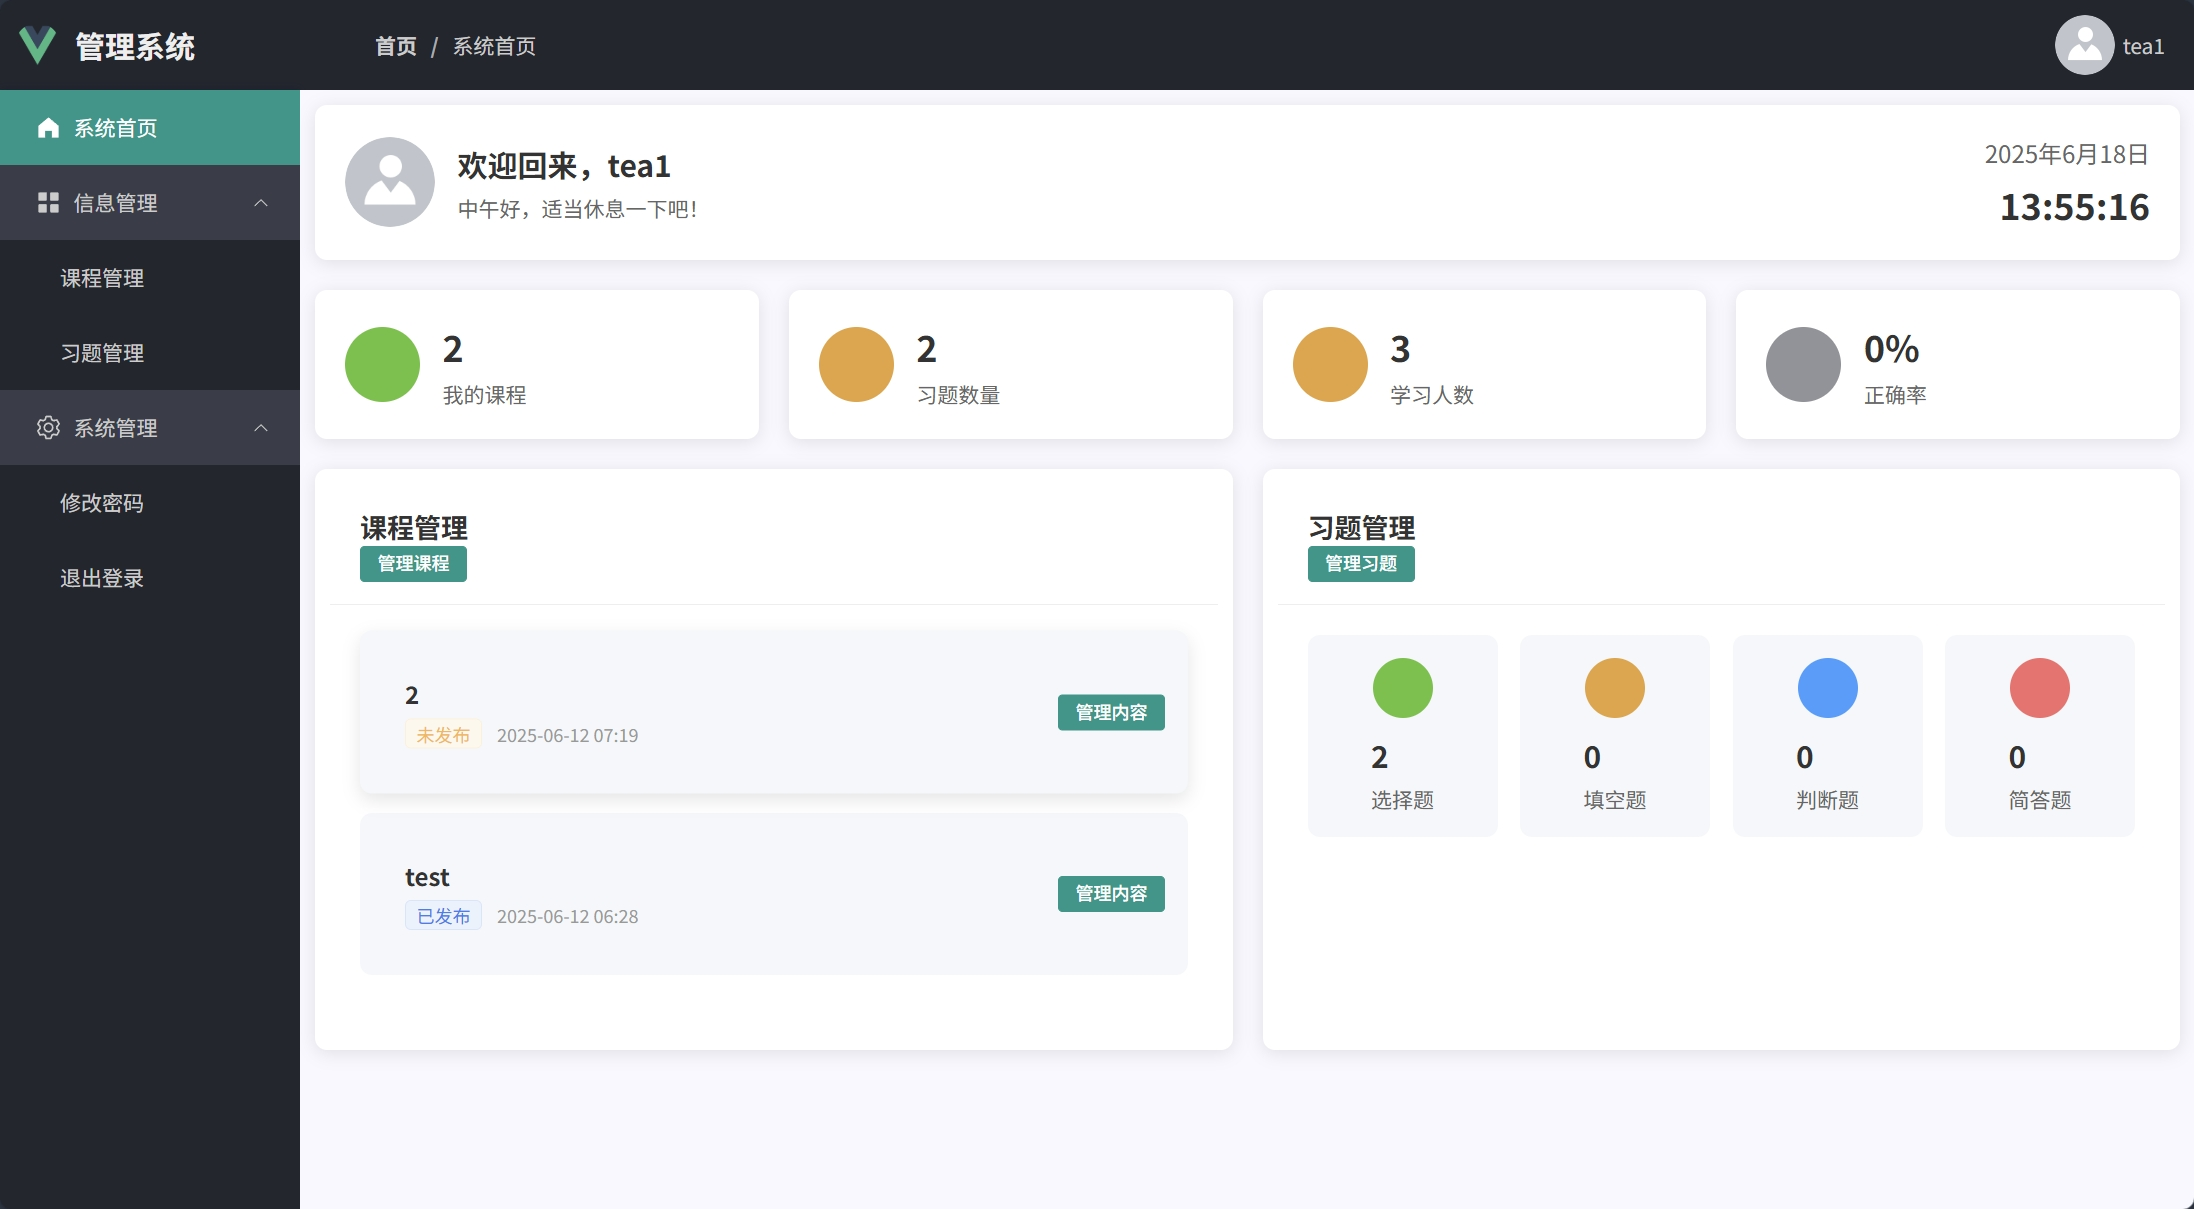 管理系统
首页 / 系统首页
tea1
系统首页
信息管理
课程管理
习题管理
系统管理
修改密码
退出登录
欢迎回来，tea1
中午好，适当休息一下吧！
2025年6月18日
13:55:16
2
我的课程
2
习题数量
3
学习人数
0%
正确率
课程管理
管理课程
2
未发布 2025-06-12 07:19
管理内容
test
已发布 2025-06-12 06:28
管理内容
习题管理
管理习题
2
选择题
0
填空题
0
判断题
0
简答题